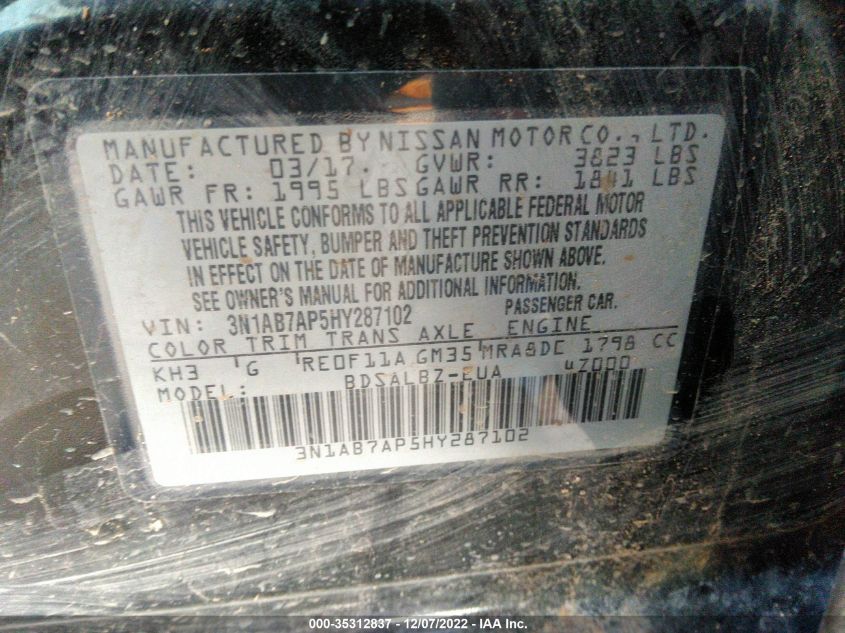 MANUFACTURED BY NISSAN MOTOR CO., LTD.
DATE: 03/17. GVWR: 3823 LBS
GAWR FR: 1995 LBS GAWR RR: 1841 LBS
THIS VEHICLE CONFORMS TO ALL APPLICABLE FEDERAL MOTOR
VEHICLE SAFETY, BUMPER AND THEFT PREVENTION STANDARDS
IN EFFECT ON THE DATE OF MANUFACTURE SHOWN ABOVE.
SEE OWNER'S MANUAL FOR ADDITIONAL INFORMATION.
VIN: 3N1AB7AP5HY287102 PASSENGER CAR.
COLOR TRIM TRANS AXLE ENGINE
KH3 G RE0F11A GM35 MRA8DE 1798 CC
MODEL: BDSALBZ-EUA 4Z000
3N1AB7AP5HY287102
000-35312837 - 12/07/2022 - IAA Inc.